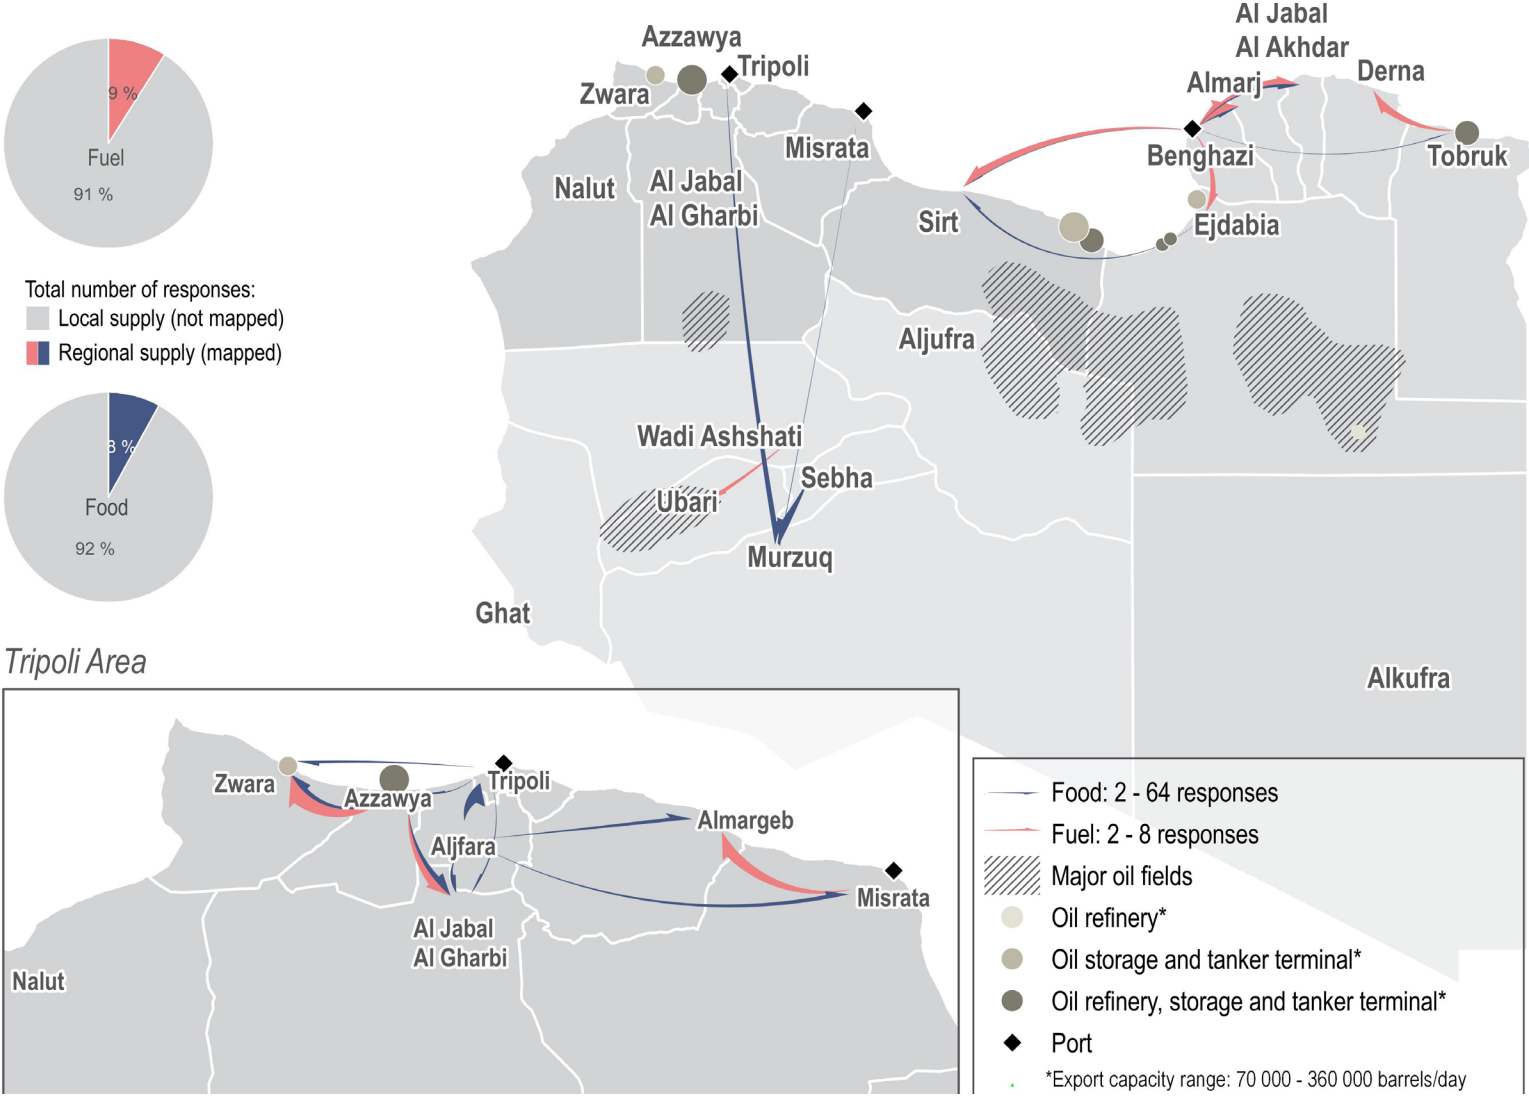 9 %
Fuel
91 %
Total number of responses:
Local supply (not mapped)
Regional supply (mapped)
8 %
Food
92 %
Azzawya
Tripoli
Zwara
Misrata
Nalut
Al Jabal
Al Gharbi
Al Jabal
Al Akhdar
Almarj
Derna
Benghazi
Tobruk
Sirt
Ejdabia
Aljufra
Wadi Ashshati
Sebha
Ubari
Murzuq
Ghat
Alkufra
Tripoli Area
Zwara
Azzawya
Tripoli
Aljfara
Almargeb
Misrata
Al Jabal
Al Gharbi
Nalut
Food: 2 - 64 responses
Fuel: 2 - 8 responses
Major oil fields
Oil refinery*
Oil storage and tanker terminal*
Oil refinery, storage and tanker terminal*
Port
*Export capacity range: 70 000 - 360 000 barrels/day